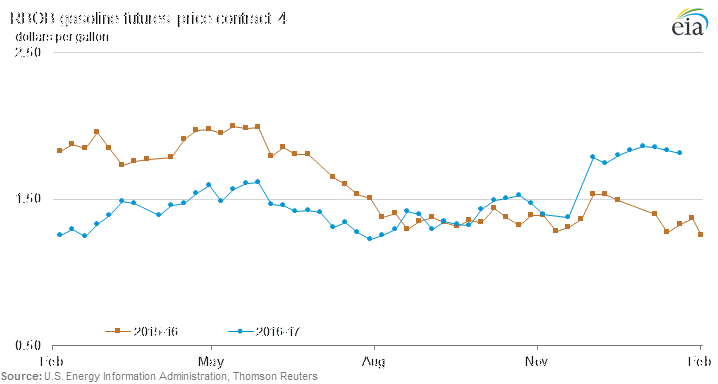 RBOB gasoline futures price contract 4
dollars per gallon
eia
2.50
1.50
0.50
2015-16
2016-17
Feb May Aug Nov Feb
Source: U.S. Energy Information Administration, Thomson Reuters